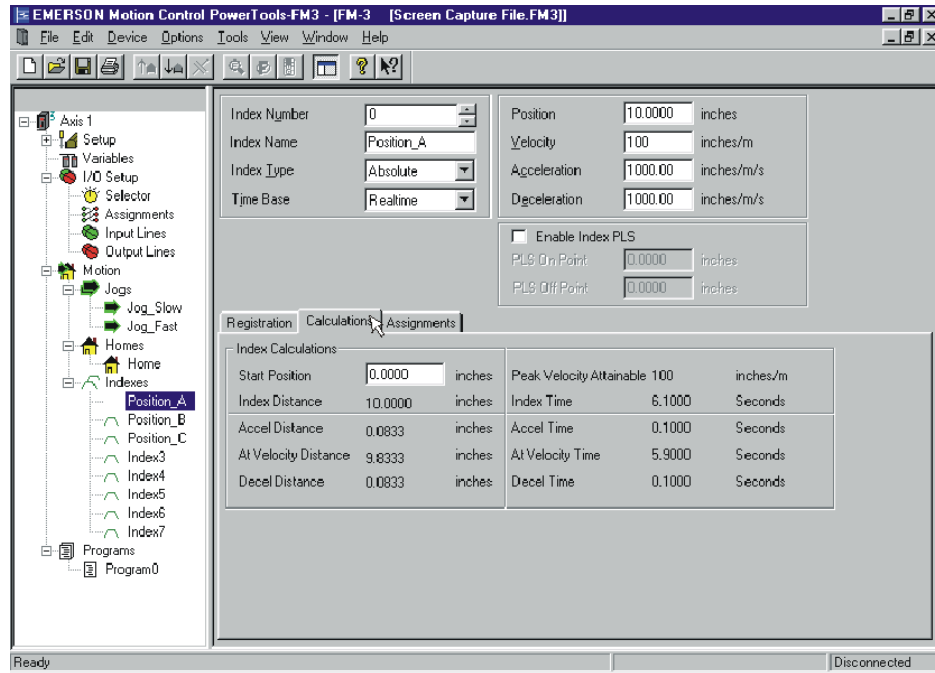 EMERSON Motion Control PowerTools-FM3 - [FM-3 [Screen Capture File.FM3]]
File Edit Device Options Tools View Window Help
Axis 1
Setup
Variables
I/O Setup
Selector
Assignments
Input Lines
Output Lines
Motion
Jogs
Jog_Slow
Jog_Fast
Homes
Home
Indexes
Position_A
Position_B
Position_C
Index3
Index4
Index5
Index6
Index7
Programs
Program0
Index Number 0
Index Name Position_A
Index Type Absolute
Time Base Realtime
Position 10.0000 inches
Velocity 100 inches/m
Acceleration 1000.00 inches/m/s
Deceleration 1000.00 inches/m/s
Enable Index PLS
PLS On Point 0.0000 inches
PLS Off Point 0.0000 inches
Registration Calculations Assignments
Index Calculations
Start Position 0.0000 inches Peak Velocity Attainable 100 inches/m
Index Distance 10.0000 inches Index Time 6.1000 Seconds
Accel Distance 0.0833 inches Accel Time 0.1000 Seconds
At Velocity Distance 9.8333 inches At Velocity Time 5.9000 Seconds
Decel Distance 0.0833 inches Decel Time 0.1000 Seconds
Ready Disconnected